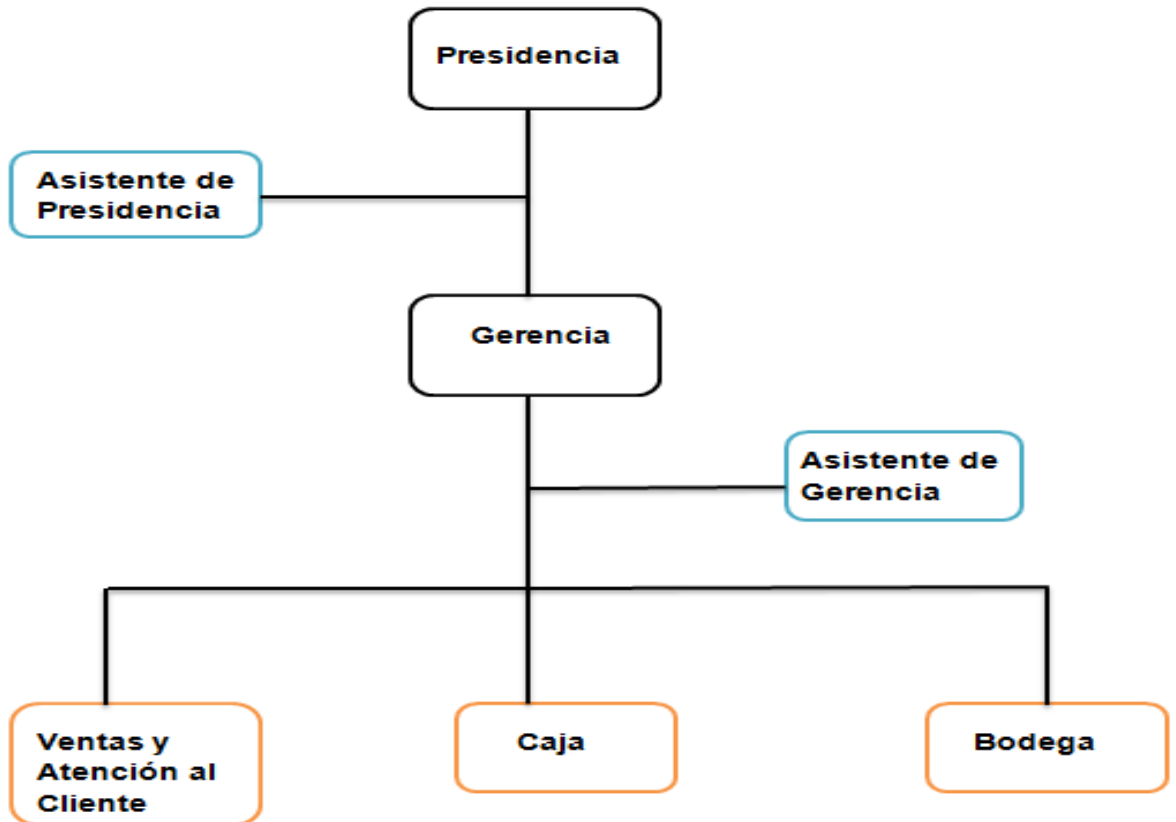 Presidencia
Asistente de
Presidencia
Gerencia
Asistente de
Gerencia
Ventas y
Atención al
Cliente
Caja
Bodega